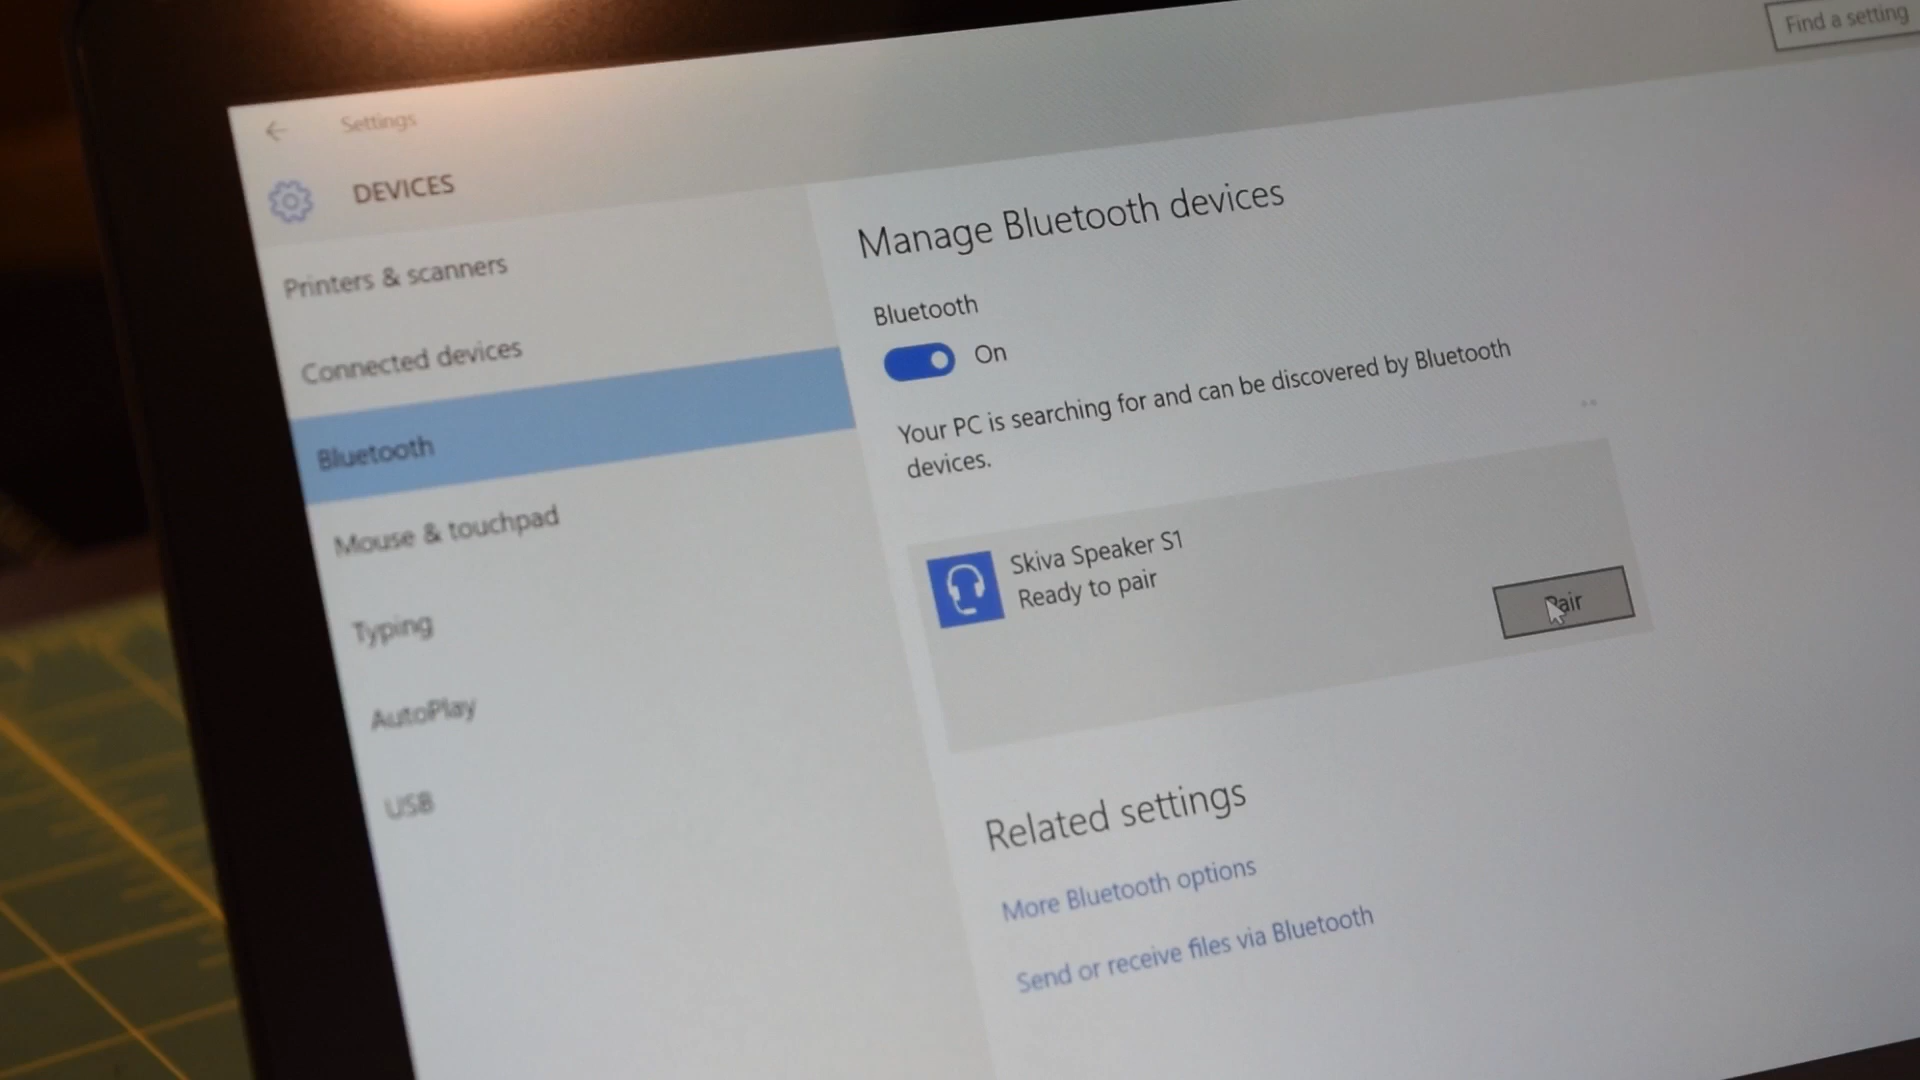 Settings
Find a setting
DEVICES
Printers & scanners
Connected devices
Bluetooth
Mouse & touchpad
Typing
AutoPlay
USB
Manage Bluetooth devices
Bluetooth
On
Your PC is searching for and can be discovered by Bluetooth
devices.
Skiva Speaker S1
Ready to pair
Pair
Related settings
More Bluetooth options
Send or receive files via Bluetooth